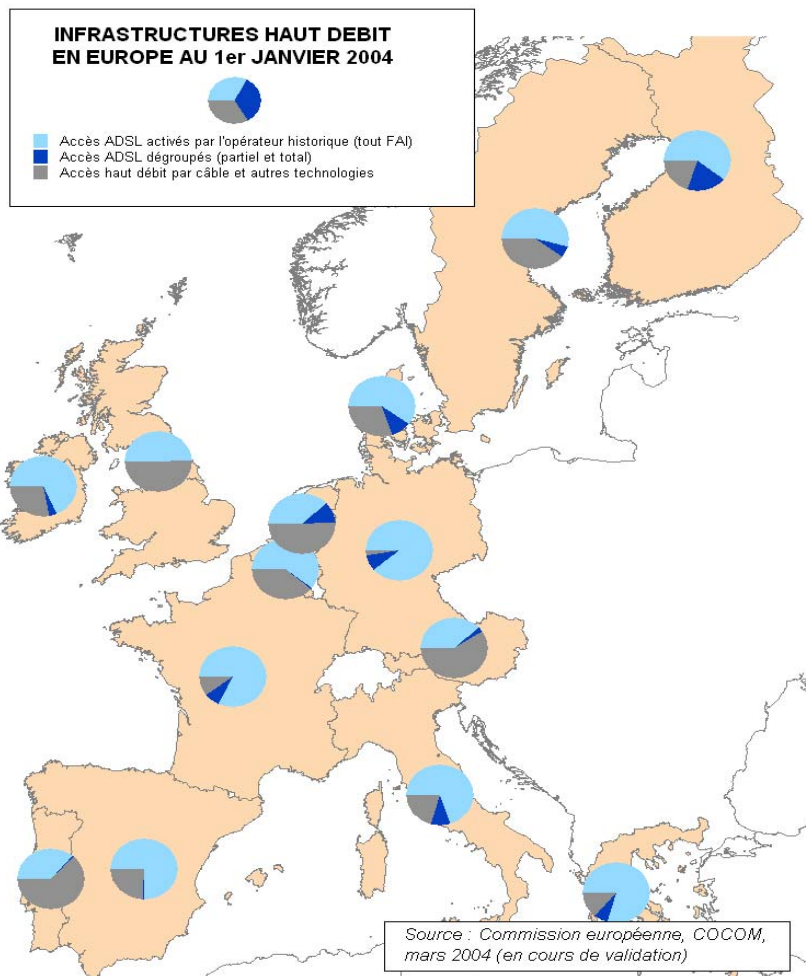 INFRASTRUCTURES HAUT DEBIT
EN EUROPE AU 1er JANVIER 2004
Accès ADSL activés par l'opérateur historique (tout FAI)
Accès ADSL dégroupés (partiel et total)
Accès haut débit par câble et autres technologies
Source : Commission européenne, COCOM,
mars 2004 (en cours de validation)